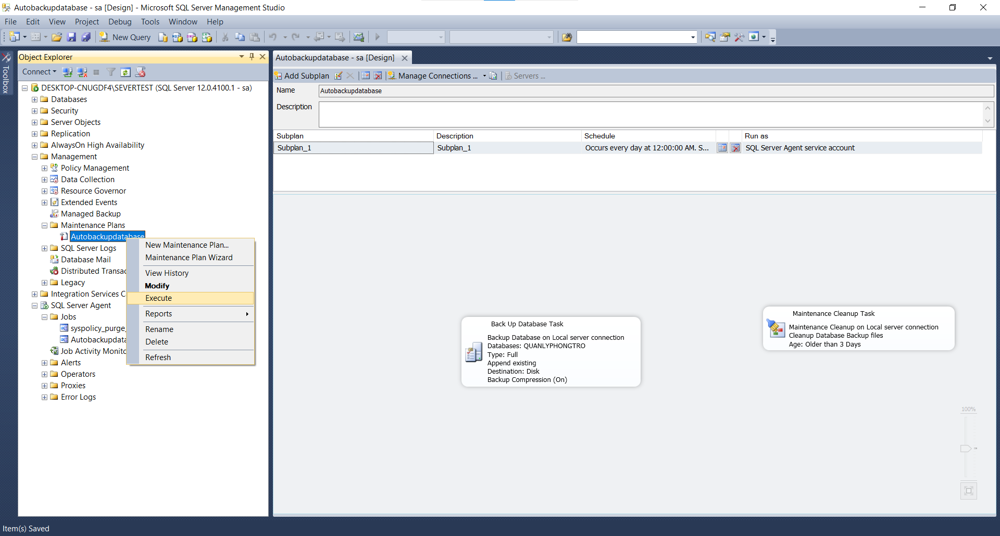 Autobackupdatabase - sa [Design] - Microsoft SQL Server Management Studio
File Edit View Project Debug Tools Window Help
New Query
Toolbox
Object Explorer
Connect
DESKTOP-CNUGDF4\SEVERTEST (SQL Server 12.0.4100.1 - sa)
Databases
Security
Server Objects
Replication
AlwaysOn High Availability
Management
Policy Management
Data Collection
Resource Governor
Extended Events
Managed Backup
Maintenance Plans
Autobackupdatabase
SQL Server Logs
Database Mail
Distributed Transac
Legacy
Integration Services C
SQL Server Agent
Jobs
syspolicy_purge_
Autobackupdata
Job Activity Monito
Alerts
Operators
Proxies
Error Logs
New Maintenance Plan...
Maintenance Plan Wizard
View History
Modify
Execute
Reports
Rename
Delete
Refresh
Autobackupdatabase - sa [Design]
Add Subplan Manage Connections ... Servers ...
Name Autobackupdatabase
Description
Subplan Description Schedule Run as
Subplan_1 Subplan_1 Occurs every day at 12:00:00 AM. S... SQL Server Agent service account
Back Up Database Task
Backup Database on Local server connection
Databases: QUANLYPHONGTRO
Type: Full
Append existing
Destination: Disk
Backup Compression (On)
Maintenance Cleanup Task
Maintenance Cleanup on Local server connection
Cleanup Database Backup files
Age: Older than 3 Days
100%
Item(s) Saved